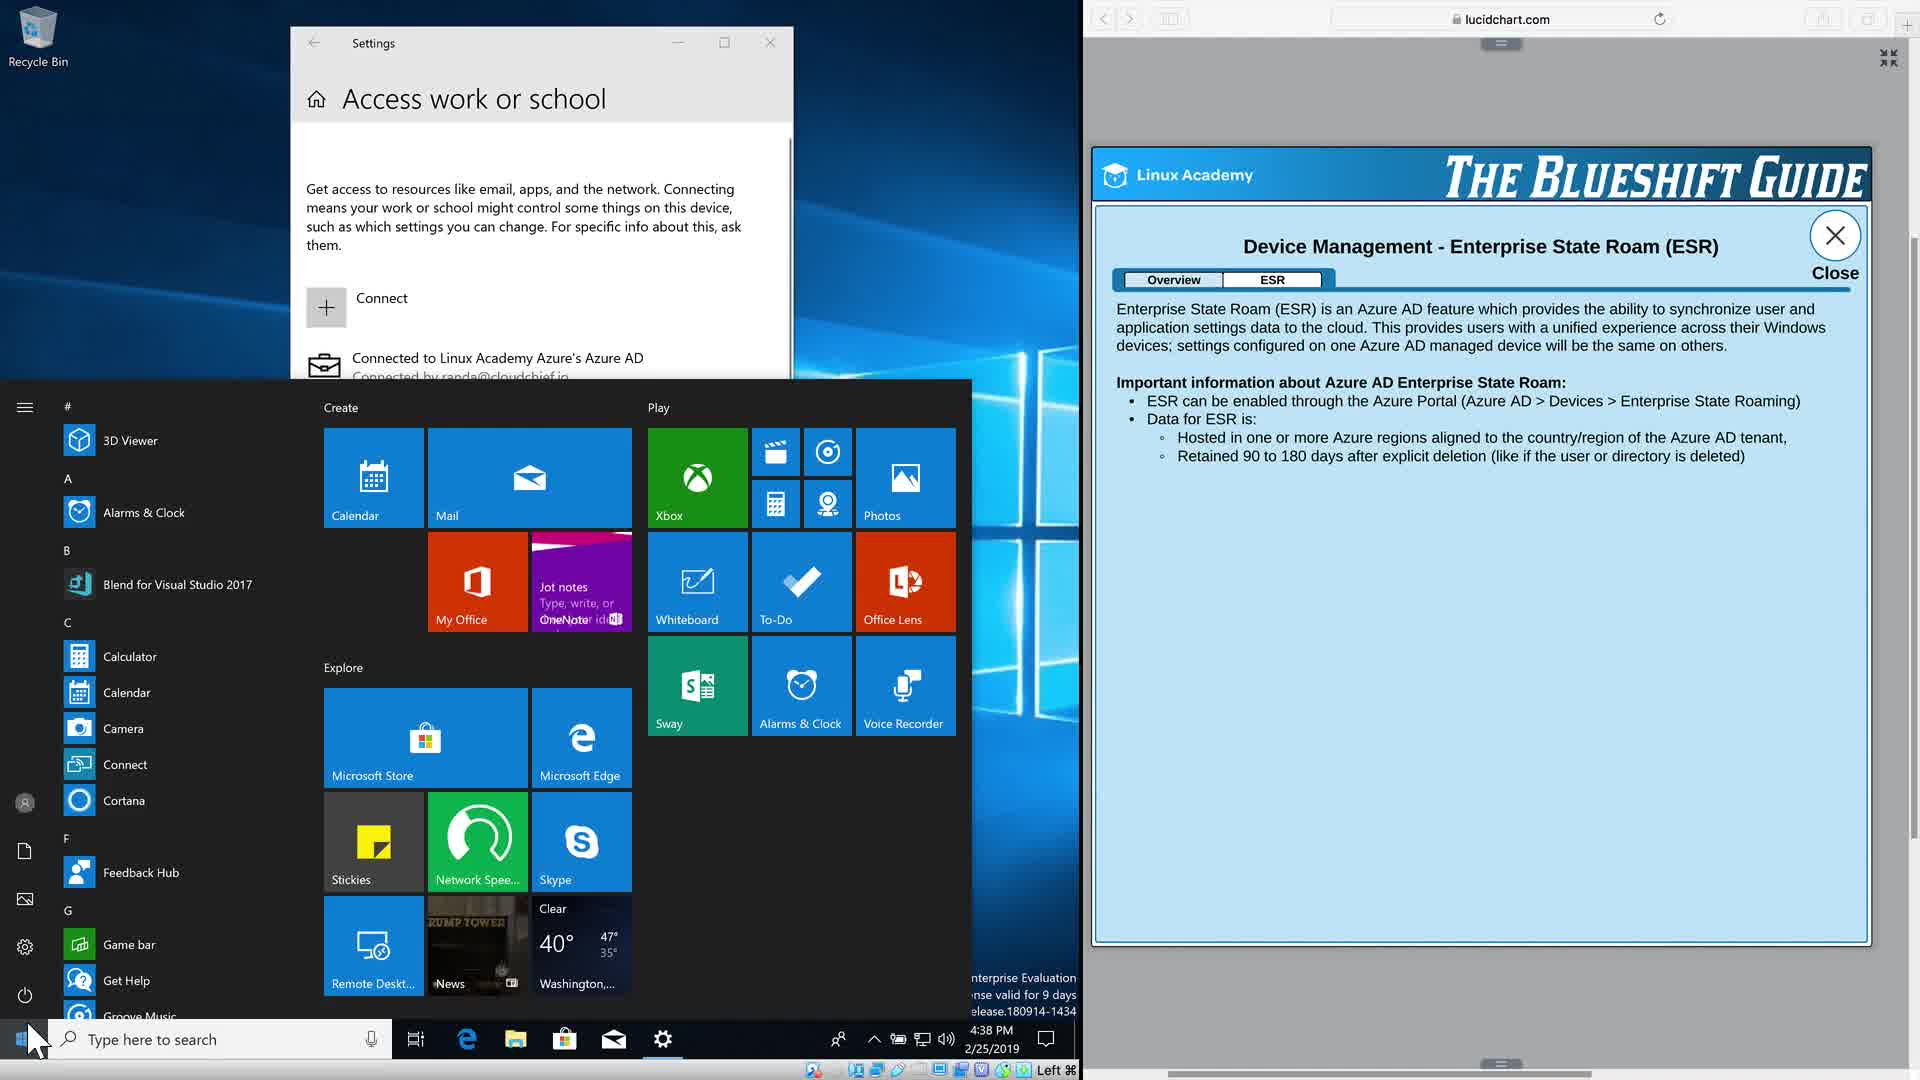 Recycle Bin
Settings
Access work or school
Get access to resources like email, apps, and the network. Connecting
means your work or school might control some things on this device,
such as which settings you can change. For specific info about this, ask
them.
Connect
Connected to Linux Academy Azure's Azure AD
Connected by randa@cloudchief.io
#
3D Viewer
A
Alarms & Clock
B
Blend for Visual Studio 2017
C
Calculator
Calendar
Camera
Connect
Cortana
F
Feedback Hub
G
Game bar
Get Help
Groove Music
Create
Calendar
Mail
My Office
Jot notes
Type, write, or
OneNote
Explore
Microsoft Store
Microsoft Edge
Stickies
Network Spee...
Skype
Remote Deskt...
TRUMP TOWER
News
Clear
40°
47°
35°
Washington,...
Play
Xbox
Photos
Whiteboard
To-Do
Office Lens
Sway
Alarms & Clock
Voice Recorder
nterprise Evaluation
ense valid for 9 days
elease.180914-1434
Type here to search
4:38 PM
2/25/2019
Left ⌘
lucidchart.com
Linux Academy
THE BLUESHIFT GUIDE
Device Management - Enterprise State Roam (ESR)
Close
Overview
ESR
Enterprise State Roam (ESR) is an Azure AD feature which provides the ability to synchronize user and
application settings data to the cloud. This provides users with a unified experience across their Windows
devices; settings configured on one Azure AD managed device will be the same on others.
Important information about Azure AD Enterprise State Roam:
• ESR can be enabled through the Azure Portal (Azure AD > Devices > Enterprise State Roaming)
• Data for ESR is:
◦ Hosted in one or more Azure regions aligned to the country/region of the Azure AD tenant,
◦ Retained 90 to 180 days after explicit deletion (like if the user or directory is deleted)